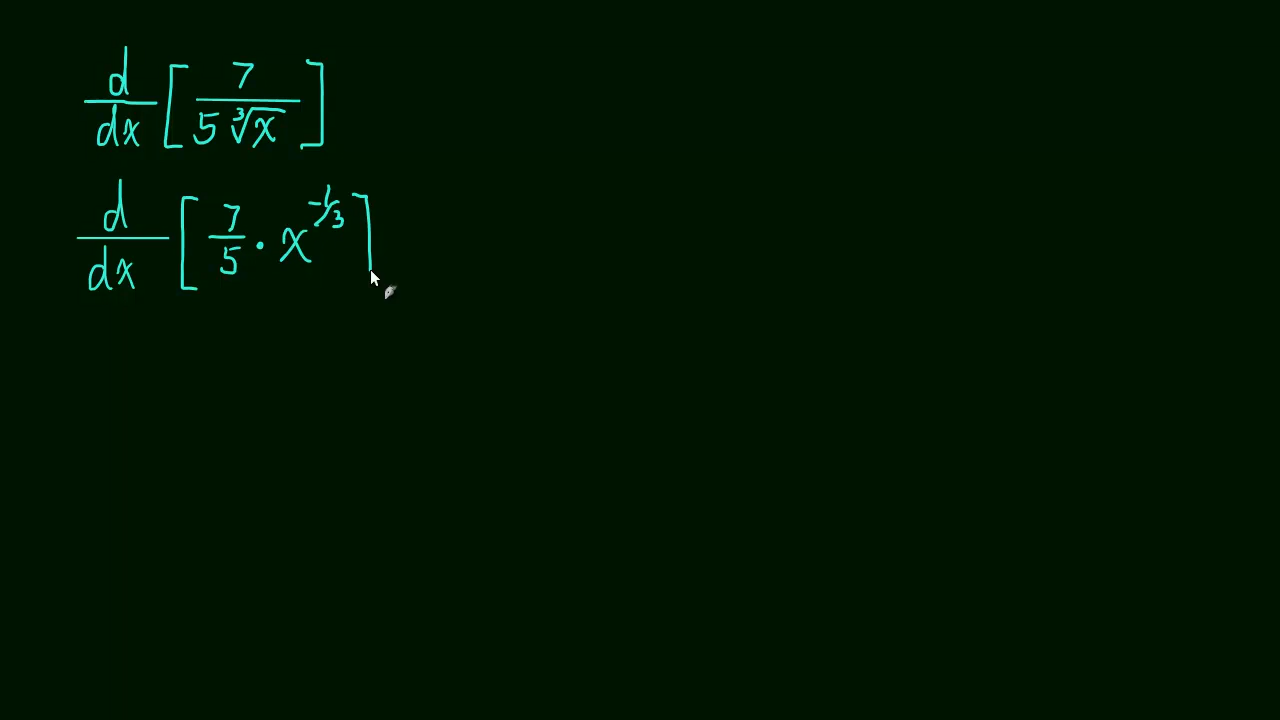 d/dx [ 7/(5 ∛x) ]
d/dx [ 7/5 · x^(-1/3) ]